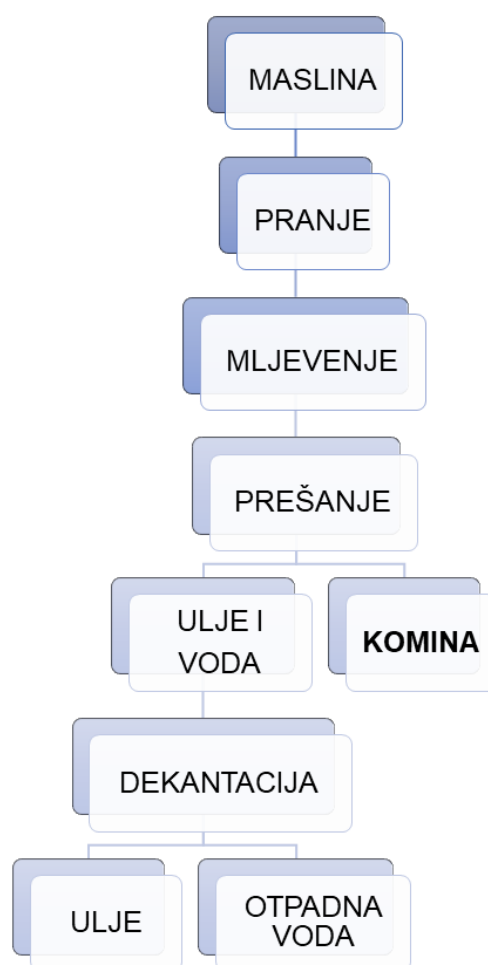 MASLINA
PRANJE
MLJEVENJE
PREŠANJE
ULJE I
VODA
KOMINA
DEKANTACIJA
ULJE
OTPADNA
VODA